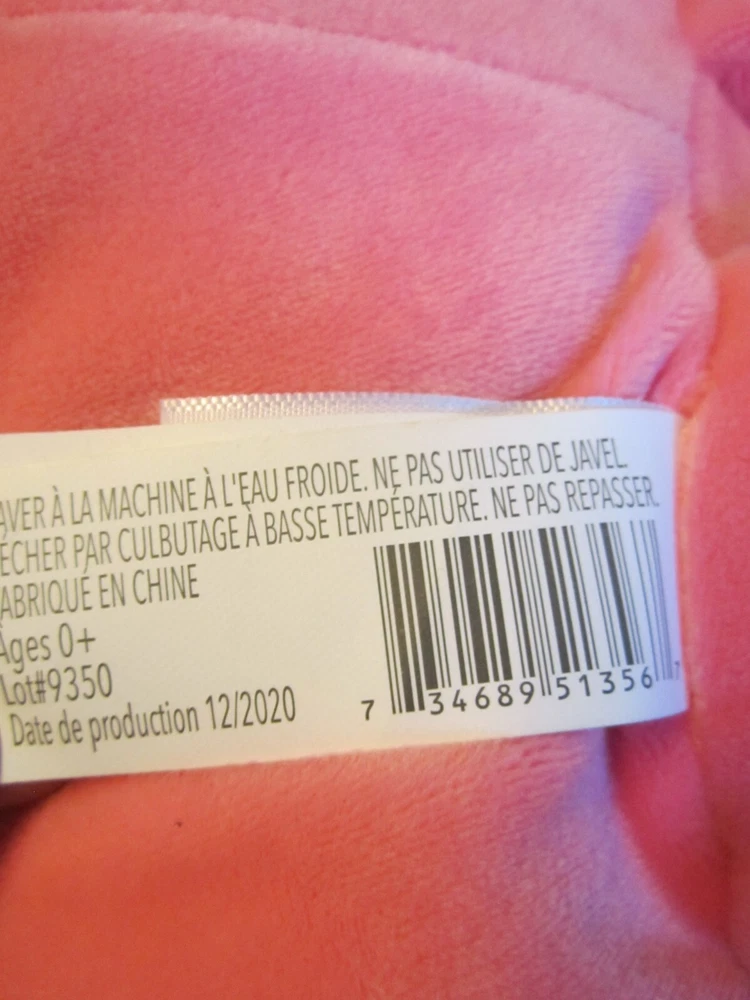 AVER À LA MACHINE À L'EAU FROIDE. NE PAS UTILISER DE JAVEL.
ÉCHER PAR CULBUTAGE À BASSE TEMPÉRATURE. NE PAS REPASSER.
ABRIQUÉ EN CHINE
Ages 0+
Lot#9350
Date de production 12/2020
7 34689 51356 7